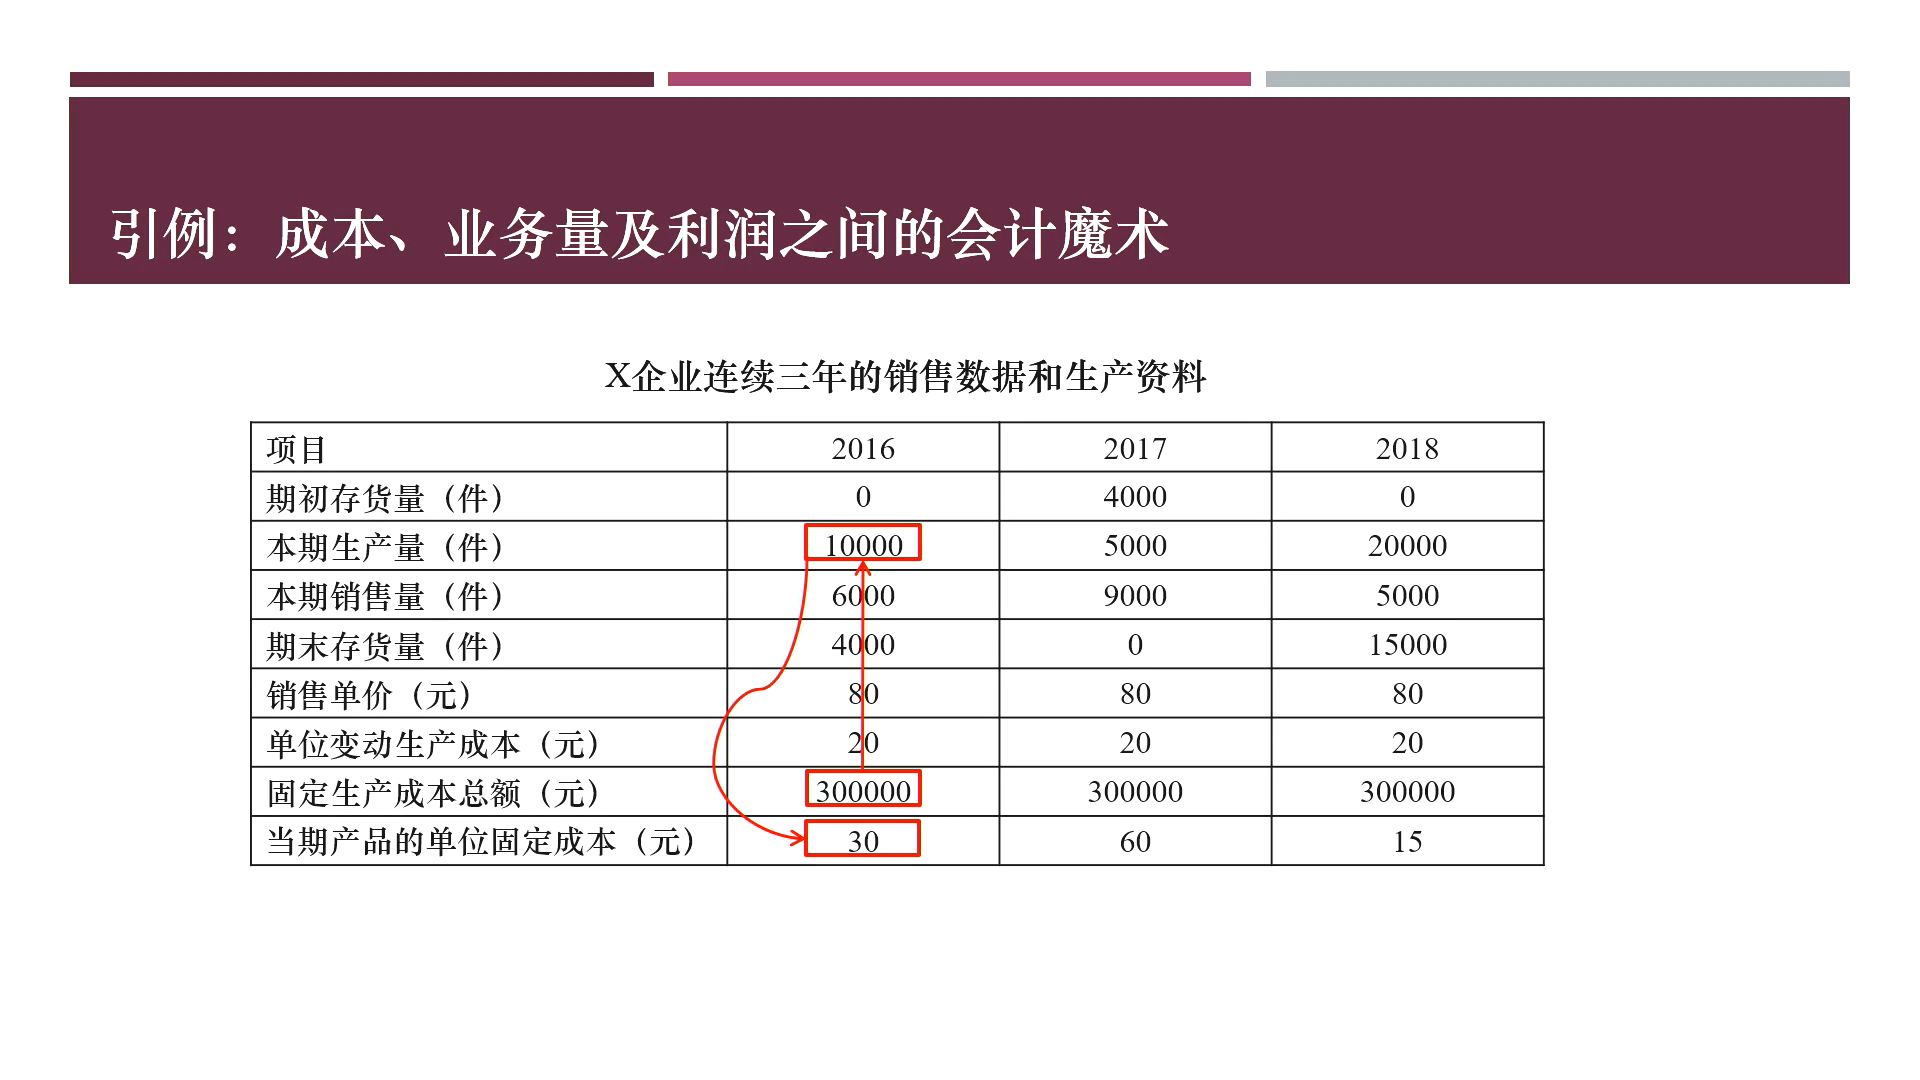 引例：成本、业务量及利润之间的会计魔术
X企业连续三年的销售数据和生产资料
项目 2016 2017 2018
期初存货量（件） 0 4000 0
本期生产量（件） 10000 5000 20000
本期销售量（件） 6000 9000 5000
期末存货量（件） 4000 0 15000
销售单价（元） 80 80 80
单位变动生产成本（元） 20 20 20
固定生产成本总额（元） 300000 300000 300000
当期产品的单位固定成本（元） 30 60 15